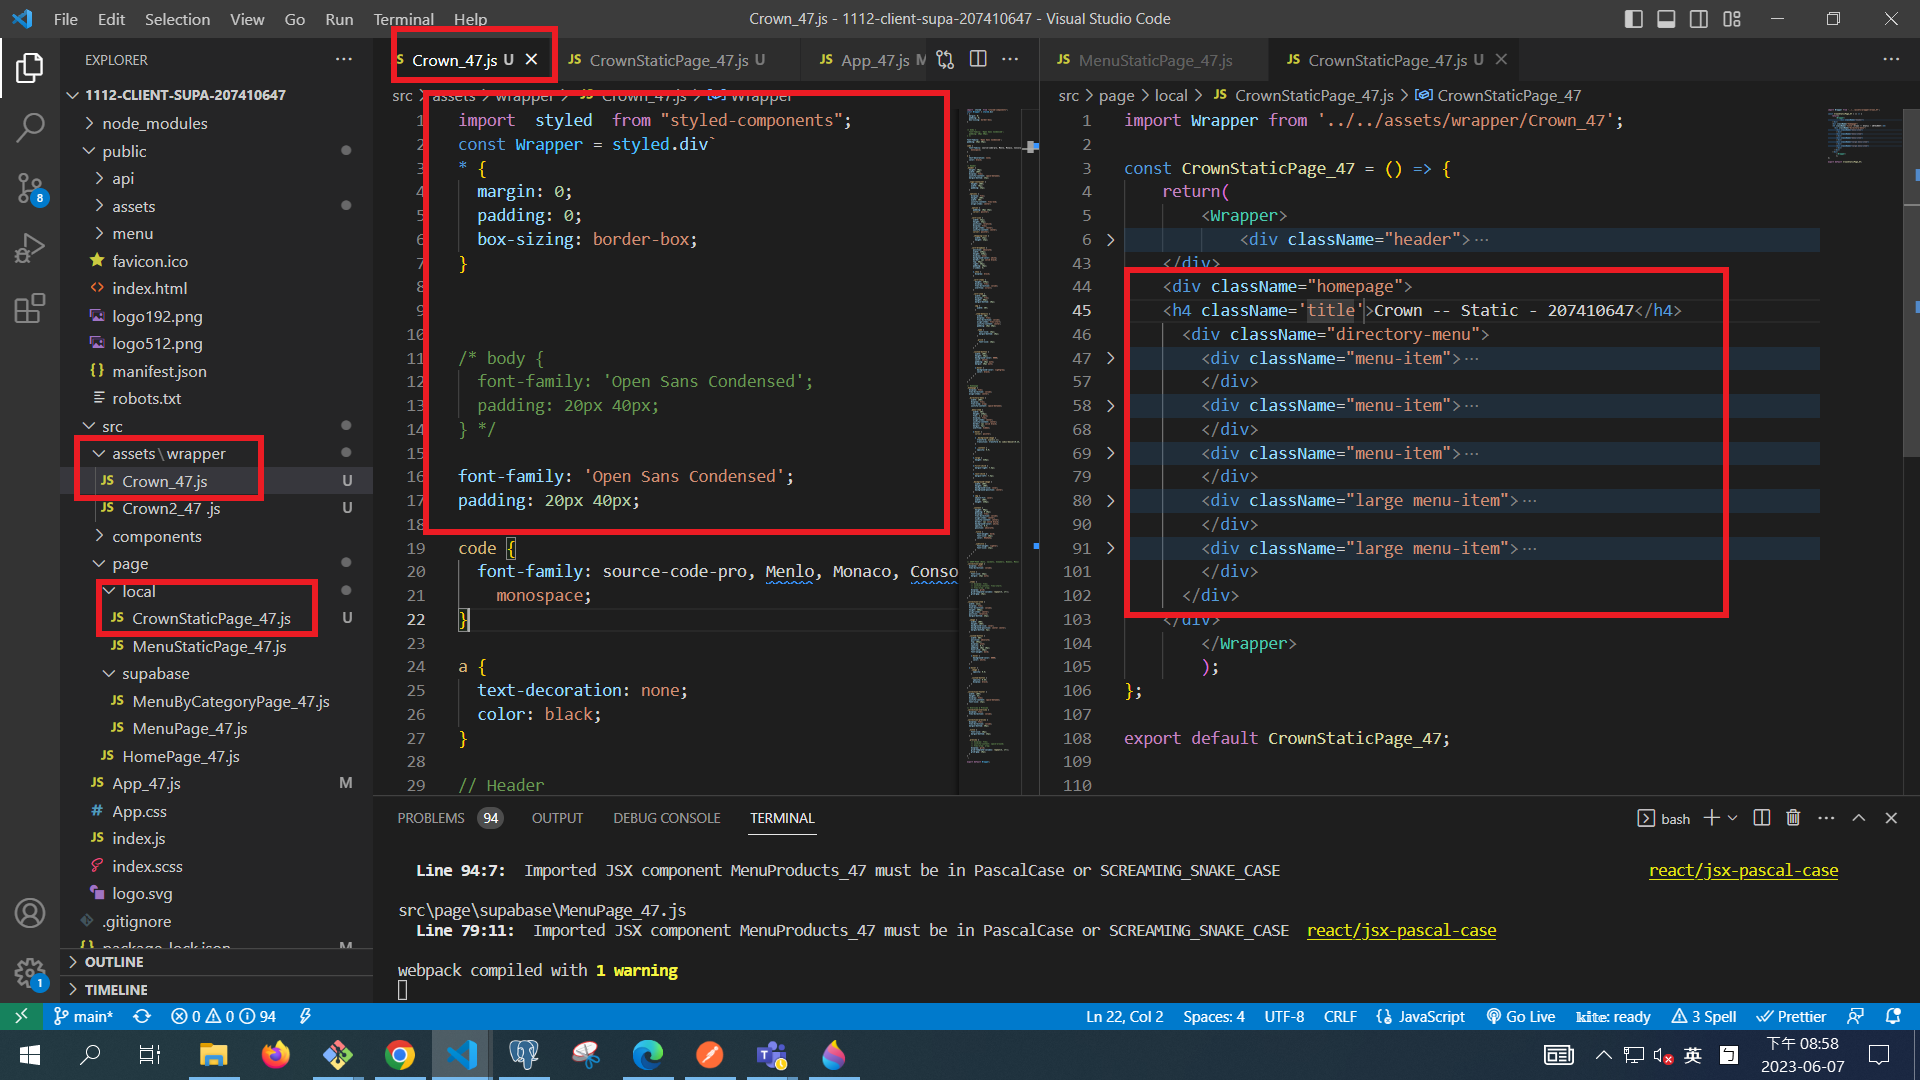 File Edit Selection View Go Run Terminal Help
Crown_47.js - 1112-client-supa-207410647 - Visual Studio Code
EXPLORER
1112-CLIENT-SUPA-207410647
node_modules
public
api
assets
menu
favicon.ico
index.html
logo192.png
logo512.png
manifest.json
robots.txt
src
assets\wrapper
Crown_47.js U
Crown2_47 .js U
components
page
local
CrownStaticPage_47.js U
MenuStaticPage_47.js
supabase
MenuByCategoryPage_47.js
MenuPage_47.js
HomePage_47.js
App_47.js M
App.css
index.js
index.scss
logo.svg
.gitignore
package-lock.json M
OUTLINE
TIMELINE
8
1
Crown_47.js U
JS CrownStaticPage_47.js U
JS App_47.js M
src > assets > wrapper > JS Crown_47.js > Wrapper
1 import styled from "styled-components";
2 const Wrapper = styled.div`
3 * {
4 margin: 0;
5 padding: 0;
6 box-sizing: border-box;
7 }
8
9
10
11 /* body {
12 font-family: 'Open Sans Condensed';
13 padding: 20px 40px;
14 } */
15
16 font-family: 'Open Sans Condensed';
17 padding: 20px 40px;
18
19 code {
20 font-family: source-code-pro, Menlo, Monaco, Conso
21 monospace;
22 }
23
24 a {
25 text-decoration: none;
26 color: black;
27 }
28
29 // Header
JS MenuStaticPage_47.js
JS CrownStaticPage_47.js U
src > page > local > JS CrownStaticPage_47.js > CrownStaticPage_47
1 import Wrapper from '../../assets/wrapper/Crown_47';
2
3 const CrownStaticPage_47 = () => {
4 return(
5 <Wrapper>
6 <div className="header">···
43 </div>
44 <div className="homepage">
45 <h4 className='title'>Crown -- Static - 207410647</h4>
46 <div className="directory-menu">
47 <div className="menu-item">···
57 </div>
58 <div className="menu-item">···
68 </div>
69 <div className="menu-item">···
79 </div>
80 <div className="large menu-item">···
90 </div>
91 <div className="large menu-item">···
101 </div>
102 </div>
103 </div>
104 </Wrapper>
105 );
106 };
107
108 export default CrownStaticPage_47;
109
110
PROBLEMS 94 OUTPUT DEBUG CONSOLE TERMINAL
bash
Line 94:7: Imported JSX component MenuProducts_47 must be in PascalCase or SCREAMING_SNAKE_CASE react/jsx-pascal-case
src\page\supabase\MenuPage_47.js
Line 79:11: Imported JSX component MenuProducts_47 must be in PascalCase or SCREAMING_SNAKE_CASE react/jsx-pascal-case
webpack compiled with 1 warning
main* 0 0 94
Ln 22, Col 2 Spaces: 4 UTF-8 CRLF JavaScript Go Live kite: ready 3 Spell Prettier
英
下午 08:58
2023-06-07